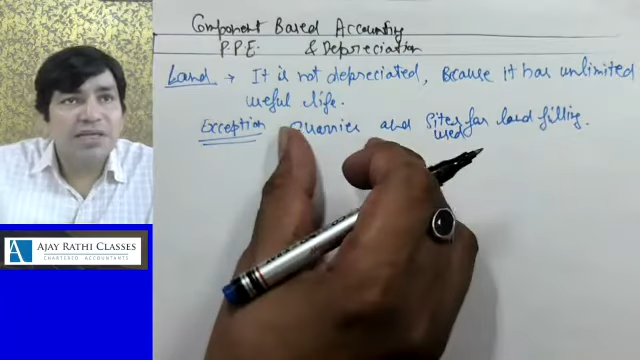 Component Based Accounting
P.P.E. & Depreciation
Land → It is not depreciated, Because it has unlimited
useful life.
Exception Quarries and Sites used for land filling.
A AJAY RATHI CLASSES
CHARTERED ACCOUNTANTS